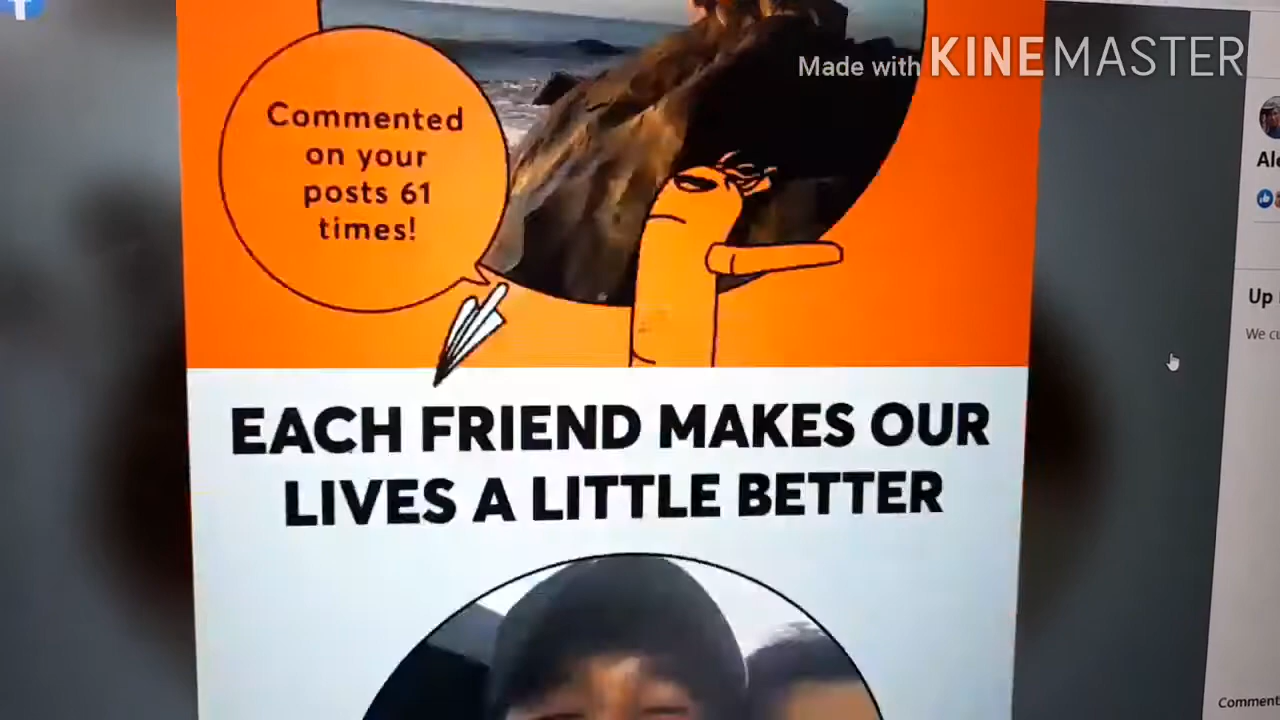 Made with KINEMASTER
Commented
on your
posts 61
times!
EACH FRIEND MAKES OUR
LIVES A LITTLE BETTER
Up
Comment